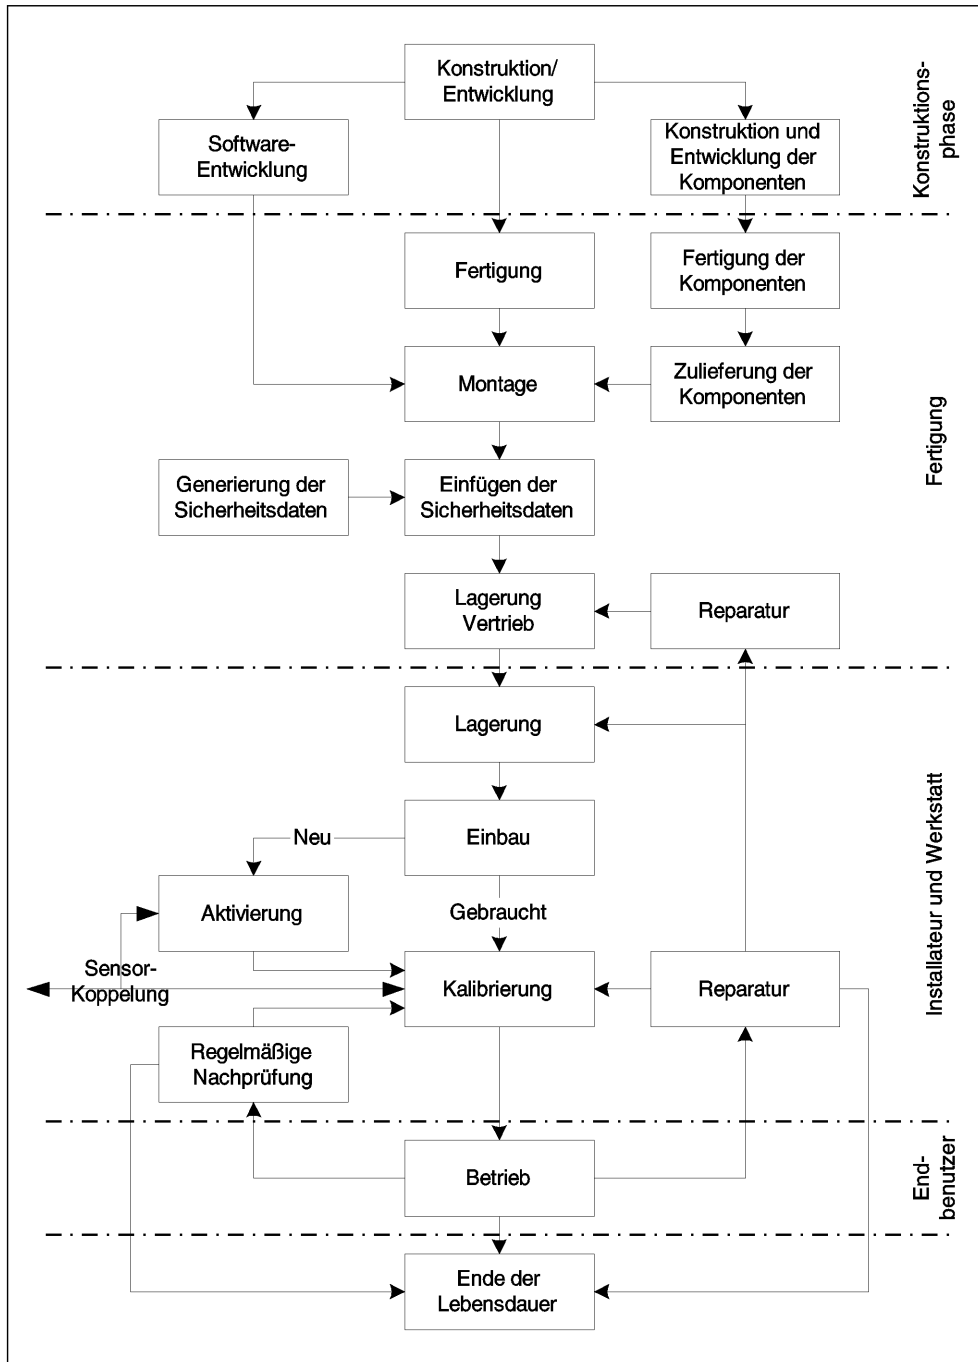 Konstruktion/
Entwicklung
Software-
Entwicklung
Konstruktion und
Entwicklung der
Komponenten
Konstruktions-
phase
Fertigung
Fertigung der
Komponenten
Montage
Zulieferung der
Komponenten
Generierung der
Sicherheitsdaten
Einfügen der
Sicherheitsdaten
Fertigung
Lagerung
Vertrieb
Reparatur
Lagerung
Neu
Einbau
Aktivierung
Gebraucht
Sensor-
Koppelung
Kalibrierung
Reparatur
Installateur und Werkstatt
Regelmäßige
Nachprüfung
Betrieb
End-
benutzer
Ende der
Lebensdauer